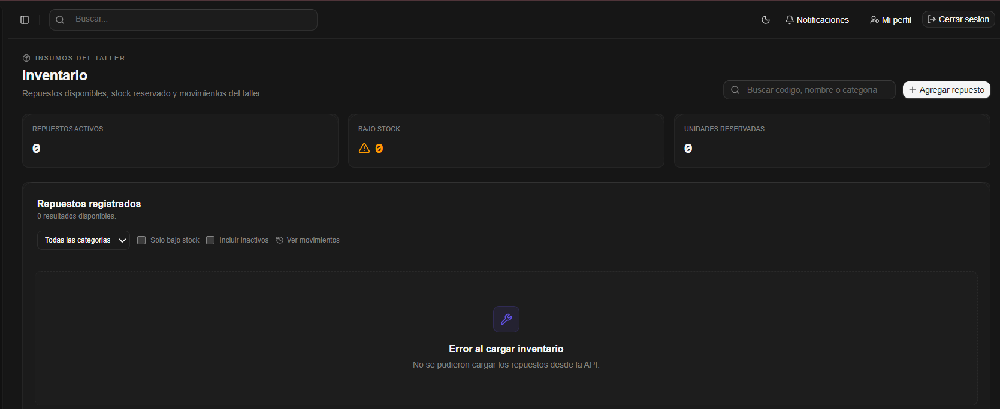 Buscar...
Notificaciones
Mi perfil
Cerrar sesion
INSUMOS DEL TALLER
Inventario
Repuestos disponibles, stock reservado y movimientos del taller.
Buscar codigo, nombre o categoria
Agregar repuesto
REPUESTOS ACTIVOS
0
BAJO STOCK
0
UNIDADES RESERVADAS
0
Repuestos registrados
0 resultados disponibles.
Todas las categorias
Solo bajo stock
Incluir inactivos
Ver movimientos
Error al cargar inventario
No se pudieron cargar los repuestos desde la API.